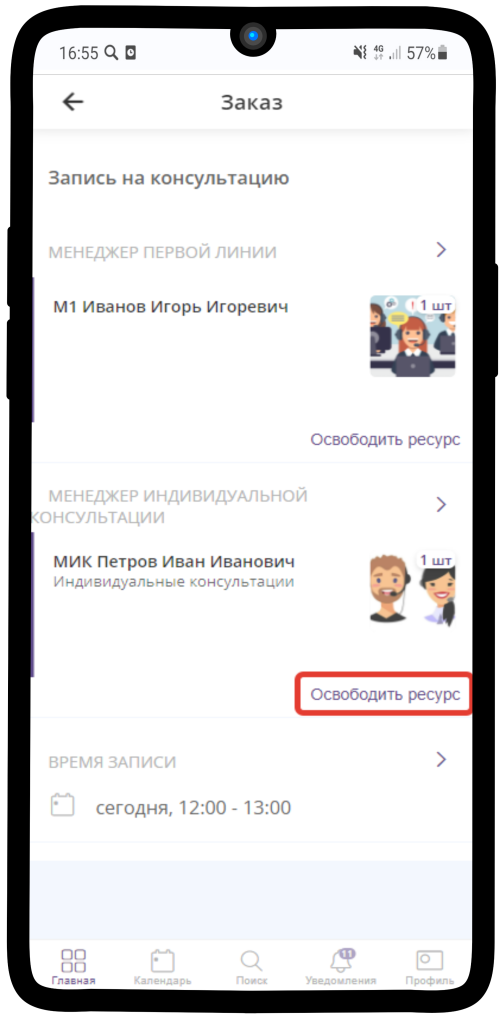 16:55 4G 57%
Заказ
Запись на консультацию
МЕНЕДЖЕР ПЕРВОЙ ЛИНИИ
М1 Иванов Игорь Игоревич
1 шт
Освободить ресурс
МЕНЕДЖЕР ИНДИВИДУАЛЬНОЙ
КОНСУЛЬТАЦИИ
МИК Петров Иван Иванович
1 шт
Индивидуальные консультации
Освободить ресурс
ВРЕМЯ ЗАПИСИ
сегодня, 12:00 - 13:00
11
Главная Календарь Поиск Уведомления Профиль